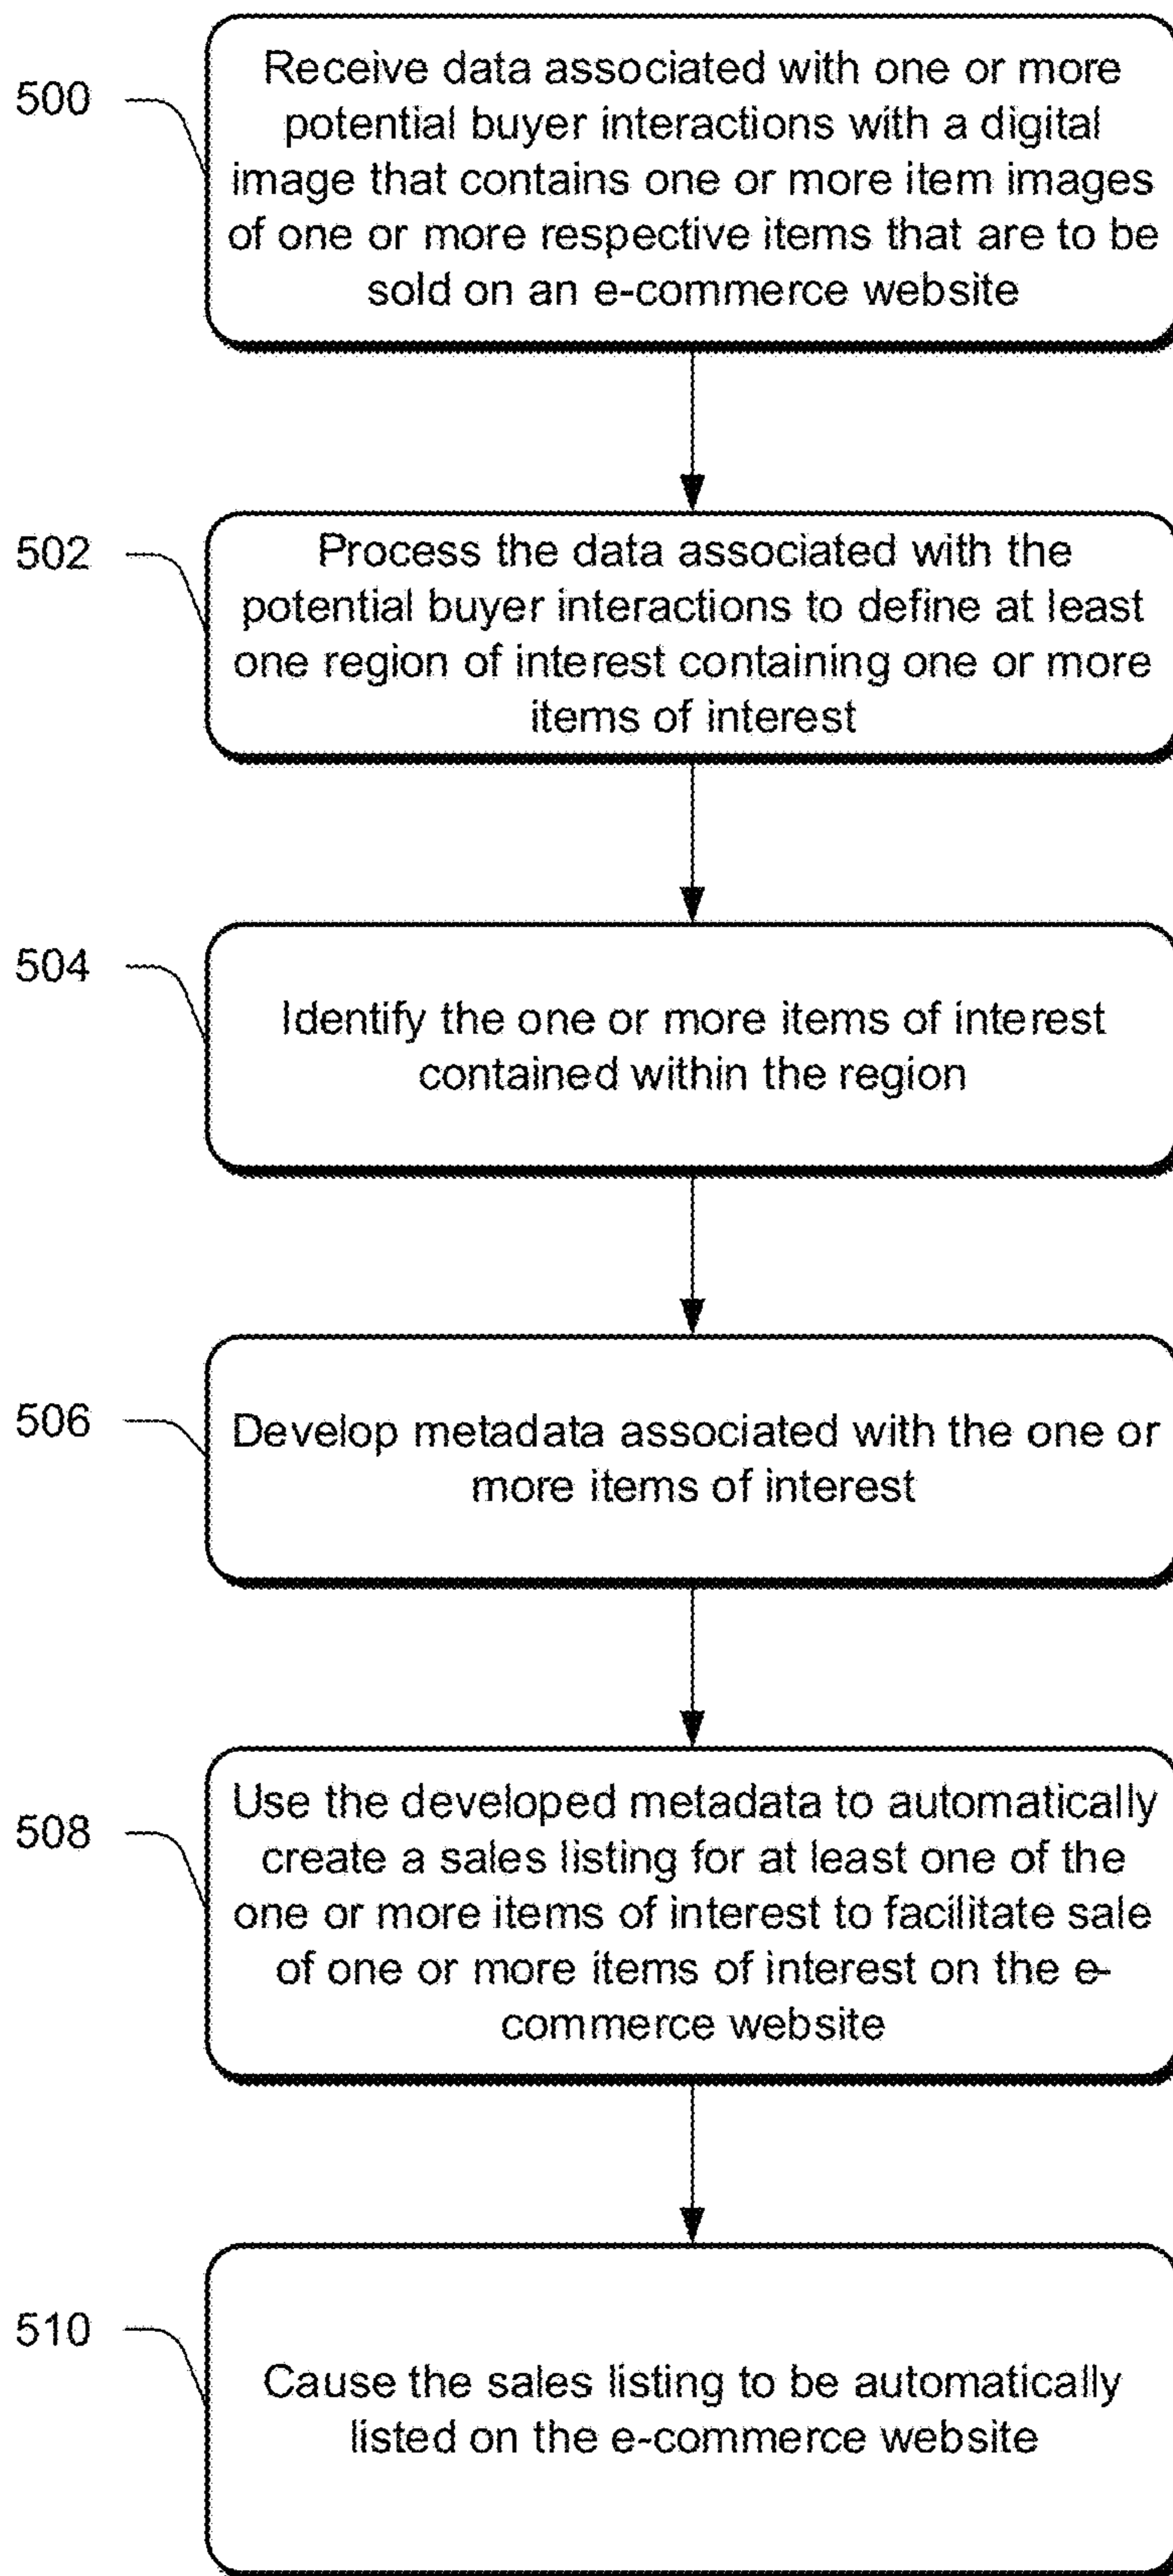 500
Receive data associated with one or more
potential buyer interactions with a digital
image that contains one or more item images
of one or more respective items that are to be
sold on an e-commerce website
502
Process the data associated with the
potential buyer interactions to define at least
one region of interest containing one or more
items of interest
504
Identify the one or more items of interest
contained within the region
506
Develop metadata associated with the one or
more items of interest
508
Use the developed metadata to automatically
create a sales listing for at least one of the
one or more items of interest to facilitate sale
of one or more items of interest on the e-
commerce website
510
Cause the sales listing to be automatically
listed on the e-commerce website